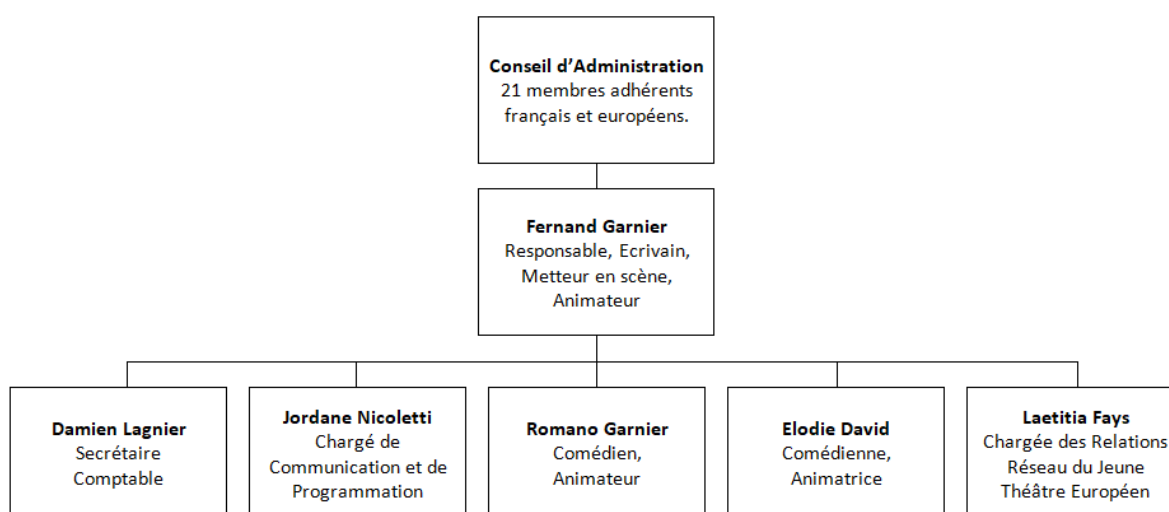 Conseil d’Administration
21 membres adhérents
français et européens.
Fernand Garnier
Responsable, Ecrivain,
Metteur en scène,
Animateur
Damien Lagnier
Secrétaire
Comptable
Jordane Nicoletti
Chargé de
Communication et de
Programmation
Romano Garnier
Comédien,
Animateur
Elodie David
Comédienne,
Animatrice
Laetitia Fays
Chargée des Relations
Réseau du Jeune
Théâtre Européen